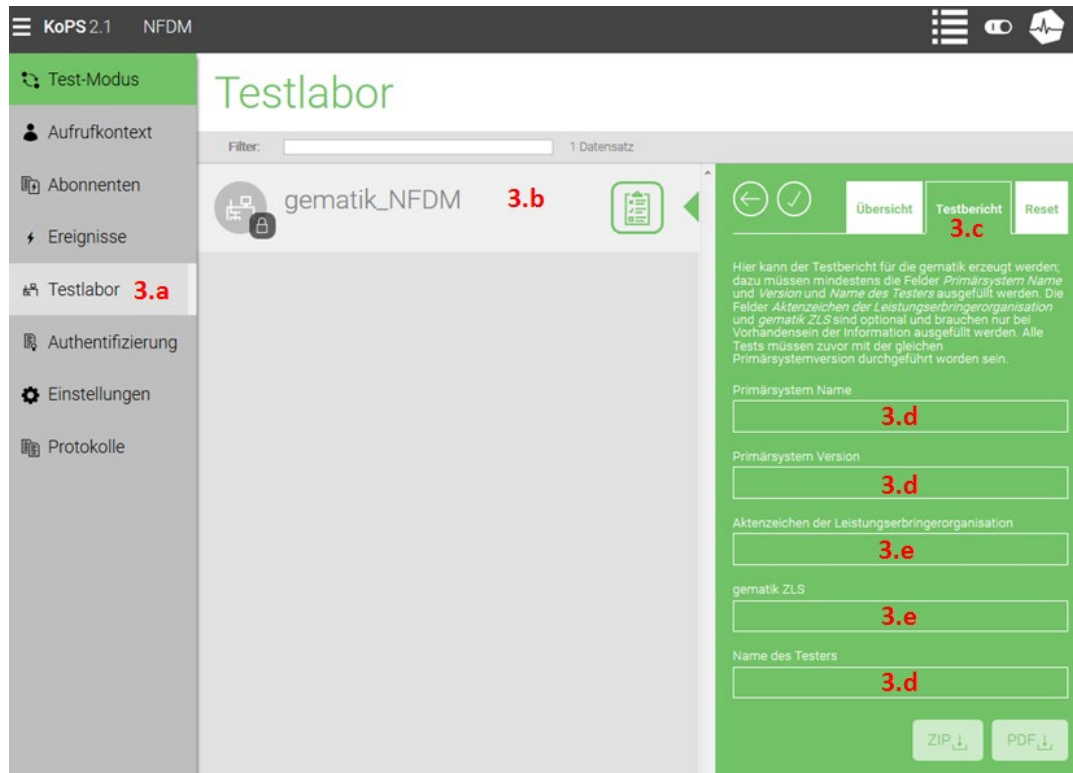 KoPS 2.1 NFDM
Test-Modus
Aufrufkontext
Abonnenten
Ereignisse
Testlabor 3.a
Authentifizierung
Einstellungen
Protokolle
Testlabor
Filter: 1 Datensatz
gematik_NFDM 3.b
Übersicht Testbericht Reset
3.c
Hier kann der Testbericht für die gematik erzeugt werden;
dazu müssen mindestens die Felder Primärsystem Name
und Version und Name des Testers ausgefüllt werden. Die
Felder Aktenzeichen der Leistungserbringerorganisation
und gematik ZLS sind optional und brauchen nur bei
Vorhandensein der Information ausgefüllt werden. Alle
Tests müssen zuvor mit der gleichen
Primärsystemversion durchgeführt worden sein.
Primärsystem Name
3.d
Primärsystem Version
3.d
Aktenzeichen der Leistungserbringerorganisation
3.e
gematik ZLS
3.e
Name des Testers
3.d
ZIP PDF